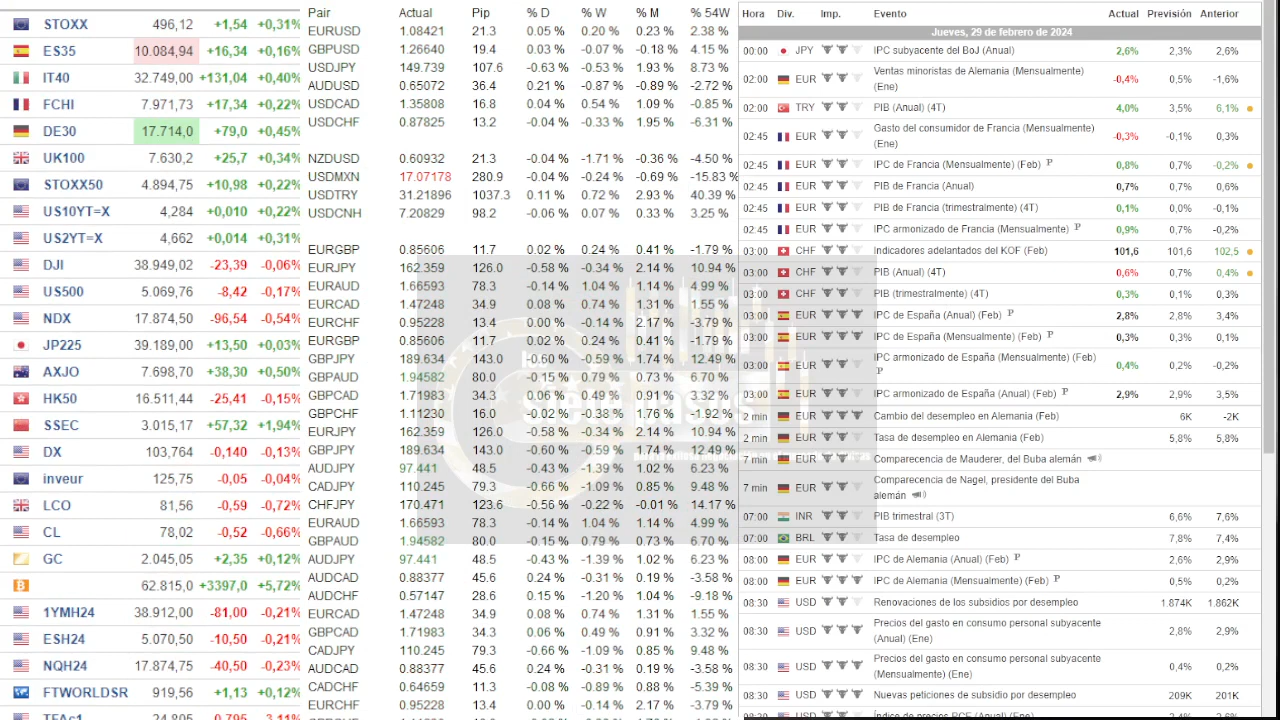 STOXX 496,12 +1,54 +0,31%
ES35 10.084,94 +16,34 +0,16%
IT40 32.749,00 +131,04 +0,40%
FCHI 7.971,73 +17,34 +0,22%
DE30 17.714,0 +79,0 +0,45%
UK100 7.630,2 +25,7 +0,34%
STOXX50 4.894,75 +10,98 +0,22%
US10YT=X 4,284 +0,010 +0,22%
US2YT=X 4,662 +0,014 +0,31%
DJI 38.949,02 -23,39 -0,06%
US500 5.069,76 -8,42 -0,17%
NDX 17.874,50 -96,54 -0,54%
JP225 39.189,00 +13,50 +0,03%
AXJO 7.698,70 +38,30 +0,50%
HK50 16.511,44 -25,41 -0,15%
SSEC 3.015,17 +57,32 +1,94%
DX 103,764 -0,140 -0,13%
inveur 125,75 -0,05 -0,04%
LCO 81,56 -0,59 -0,72%
CL 78,02 -0,52 -0,66%
GC 2.045,05 +2,35 +0,12%
62.815,0 +3397,0 +5,72%
1YMH24 38.912,00 -81,00 -0,21%
ESH24 5.070,50 -10,50 -0,21%
NQH24 17.874,75 -40,50 -0,23%
FTWORLDSR 919,56 +1,13 +0,12%
Pair Actual Pip % D % W % M % 54W
EURUSD 1.08421 21.3 0.05 % 0.20 % 0.23 % 2.38 %
GBPUSD 1.26640 19.4 0.03 % -0.07 % -0.18 % 4.15 %
USDJPY 149.739 107.6 -0.63 % -0.53 % 1.93 % 8.73 %
AUDUSD 0.65072 36.4 0.21 % -0.87 % -0.89 % -2.72 %
USDCAD 1.35808 16.8 0.04 % 0.54 % 1.09 % -0.85 %
USDCHF 0.87825 13.2 -0.04 % -0.33 % 1.95 % -6.31 %
NZDUSD 0.60932 21.3 -0.04 % -1.71 % -0.36 % -4.50 %
USDMXN 17.07178 280.9 -0.04 % -0.24 % -0.69 % -15.83 %
USDTRY 31.21896 1037.3 0.11 % 0.72 % 2.93 % 40.39 %
USDCNH 7.20829 98.2 -0.06 % 0.07 % 0.33 % 3.25 %
EURGBP 0.85606 11.7 0.02 % 0.24 % 0.41 % -1.79 %
EURJPY 162.359 126.0 -0.58 % -0.34 % 2.14 % 10.94 %
EURAUD 1.66593 78.3 -0.14 % 1.04 % 1.14 % 4.99 %
EURCAD 1.47248 34.9 0.08 % 0.74 % 1.31 % 1.55 %
EURCHF 0.95228 13.4 0.00 % -0.14 % 2.17 % -3.79 %
EURGBP 0.85606 11.7 0.02 % 0.24 % 0.41 % -1.79 %
GBPJPY 189.634 143.0 -0.60 % -0.59 % 1.74 % 12.49 %
GBPAUD 1.94582 80.0 -0.15 % 0.79 % 0.73 % 6.70 %
GBPCAD 1.71983 34.3 0.06 % 0.49 % 0.91 % 3.32 %
GBPCHF 1.11230 16.0 -0.02 % -0.38 % 1.76 % -1.92 %
EURJPY 162.359 126.0 -0.58 % -0.34 % 2.14 % 10.94 %
GBPJPY 189.634 143.0 -0.60 % -0.59 % 1.74 % 12.49 %
AUDJPY 97.441 48.5 -0.43 % -1.39 % 1.02 % 6.23 %
CADJPY 110.245 79.3 -0.66 % -1.09 % 0.85 % 9.48 %
CHFJPY 170.471 123.6 -0.56 % -0.22 % -0.01 % 14.17 %
EURAUD 1.66593 78.3 -0.14 % 1.04 % 1.14 % 4.99 %
GBPAUD 1.94582 80.0 -0.15 % 0.79 % 0.73 % 6.70 %
AUDJPY 97.441 48.5 -0.43 % -1.39 % 1.02 % 6.23 %
AUDCAD 0.88377 45.6 0.24 % -0.31 % 0.19 % -3.58 %
AUDCHF 0.57147 28.6 0.15 % -1.20 % 1.04 % -9.18 %
EURCAD 1.47248 34.9 0.08 % 0.74 % 1.31 % 1.55 %
GBPCAD 1.71983 34.3 0.06 % 0.49 % 0.91 % 3.32 %
CADJPY 110.245 79.3 -0.66 % -1.09 % 0.85 % 9.48 %
AUDCAD 0.88377 45.6 0.24 % -0.31 % 0.19 % -3.58 %
CADCHF 0.64659 11.3 -0.08 % -0.89 % 0.88 % -5.39 %
EURCHF 0.95228 13.4 0.00 % -0.14 % 2.17 % -3.79 %
Hora Div. Imp. Evento Actual Previsión Anterior
Jueves, 29 de febrero de 2024
00:00 JPY IPC subyacente del BoJ (Anual) 2,6% 2,3% 2,6%
02:00 EUR Ventas minoristas de Alemania (Mensualmente) -0,4% 0,5% -1,6%
(Ene)
02:00 TRY PIB (Anual) (4T) 4,0% 3,5% 6,1%
02:45 EUR Gasto del consumidor de Francia (Mensualmente) -0,3% -0,1% 0,3%
(Ene)
02:45 EUR IPC de Francia (Mensualmente) (Feb) P 0,8% 0,7% -0,2%
02:45 EUR PIB de Francia (Anual) 0,7% 0,7% 0,6%
02:45 EUR PIB de Francia (trimestralmente) (4T) 0,1% 0,0% -0,1%
02:45 EUR IPC armonizado de Francia (Mensualmente) P 0,9% 0,7% -0,2%
03:00 CHF Indicadores adelantados del KOF (Feb) 101,6 101,6 102,5
03:00 CHF PIB (Anual) (4T) 0,6% 0,7% 0,4%
03:00 CHF PIB (trimestralmente) (4T) 0,3% 0,1% 0,3%
03:00 EUR IPC de España (Anual) (Feb) P 2,8% 2,8% 3,4%
03:00 EUR IPC de España (Mensualmente) (Feb) P 0,3% 0,3% 0,1%
03:00 EUR IPC armonizado de España (Mensualmente) (Feb) 0,4% 0,2% -0,2%
P
03:00 EUR IPC armonizado de España (Anual) (Feb) P 2,9% 2,9% 3,5%
2 min EUR Cambio del desempleo en Alemania (Feb) 6K -2K
2 min EUR Tasa de desempleo en Alemania (Feb) 5,8% 5,8%
7 min EUR Comparecencia de Mauderer, del Buba alemán
7 min EUR Comparecencia de Nagel, presidente del Buba
alemán
07:00 INR PIB trimestral (3T) 6,6% 7,6%
07:00 BRL Tasa de desempleo 7,8% 7,4%
08:00 EUR IPC de Alemania (Anual) (Feb) P 2,6% 2,9%
08:00 EUR IPC de Alemania (Mensualmente) (Feb) P 0,5% 0,2%
08:30 USD Renovaciones de los subsidios por desempleo 1.874K 1.862K
08:30 USD Precios del gasto en consumo personal subyacente 2,8% 2,9%
(Anual) (Ene)
08:30 USD Precios del gasto en consumo personal subyacente 0,4% 0,2%
(Mensualmente) (Ene)
08:30 USD Nuevas peticiones de subsidio por desempleo 209K 201K